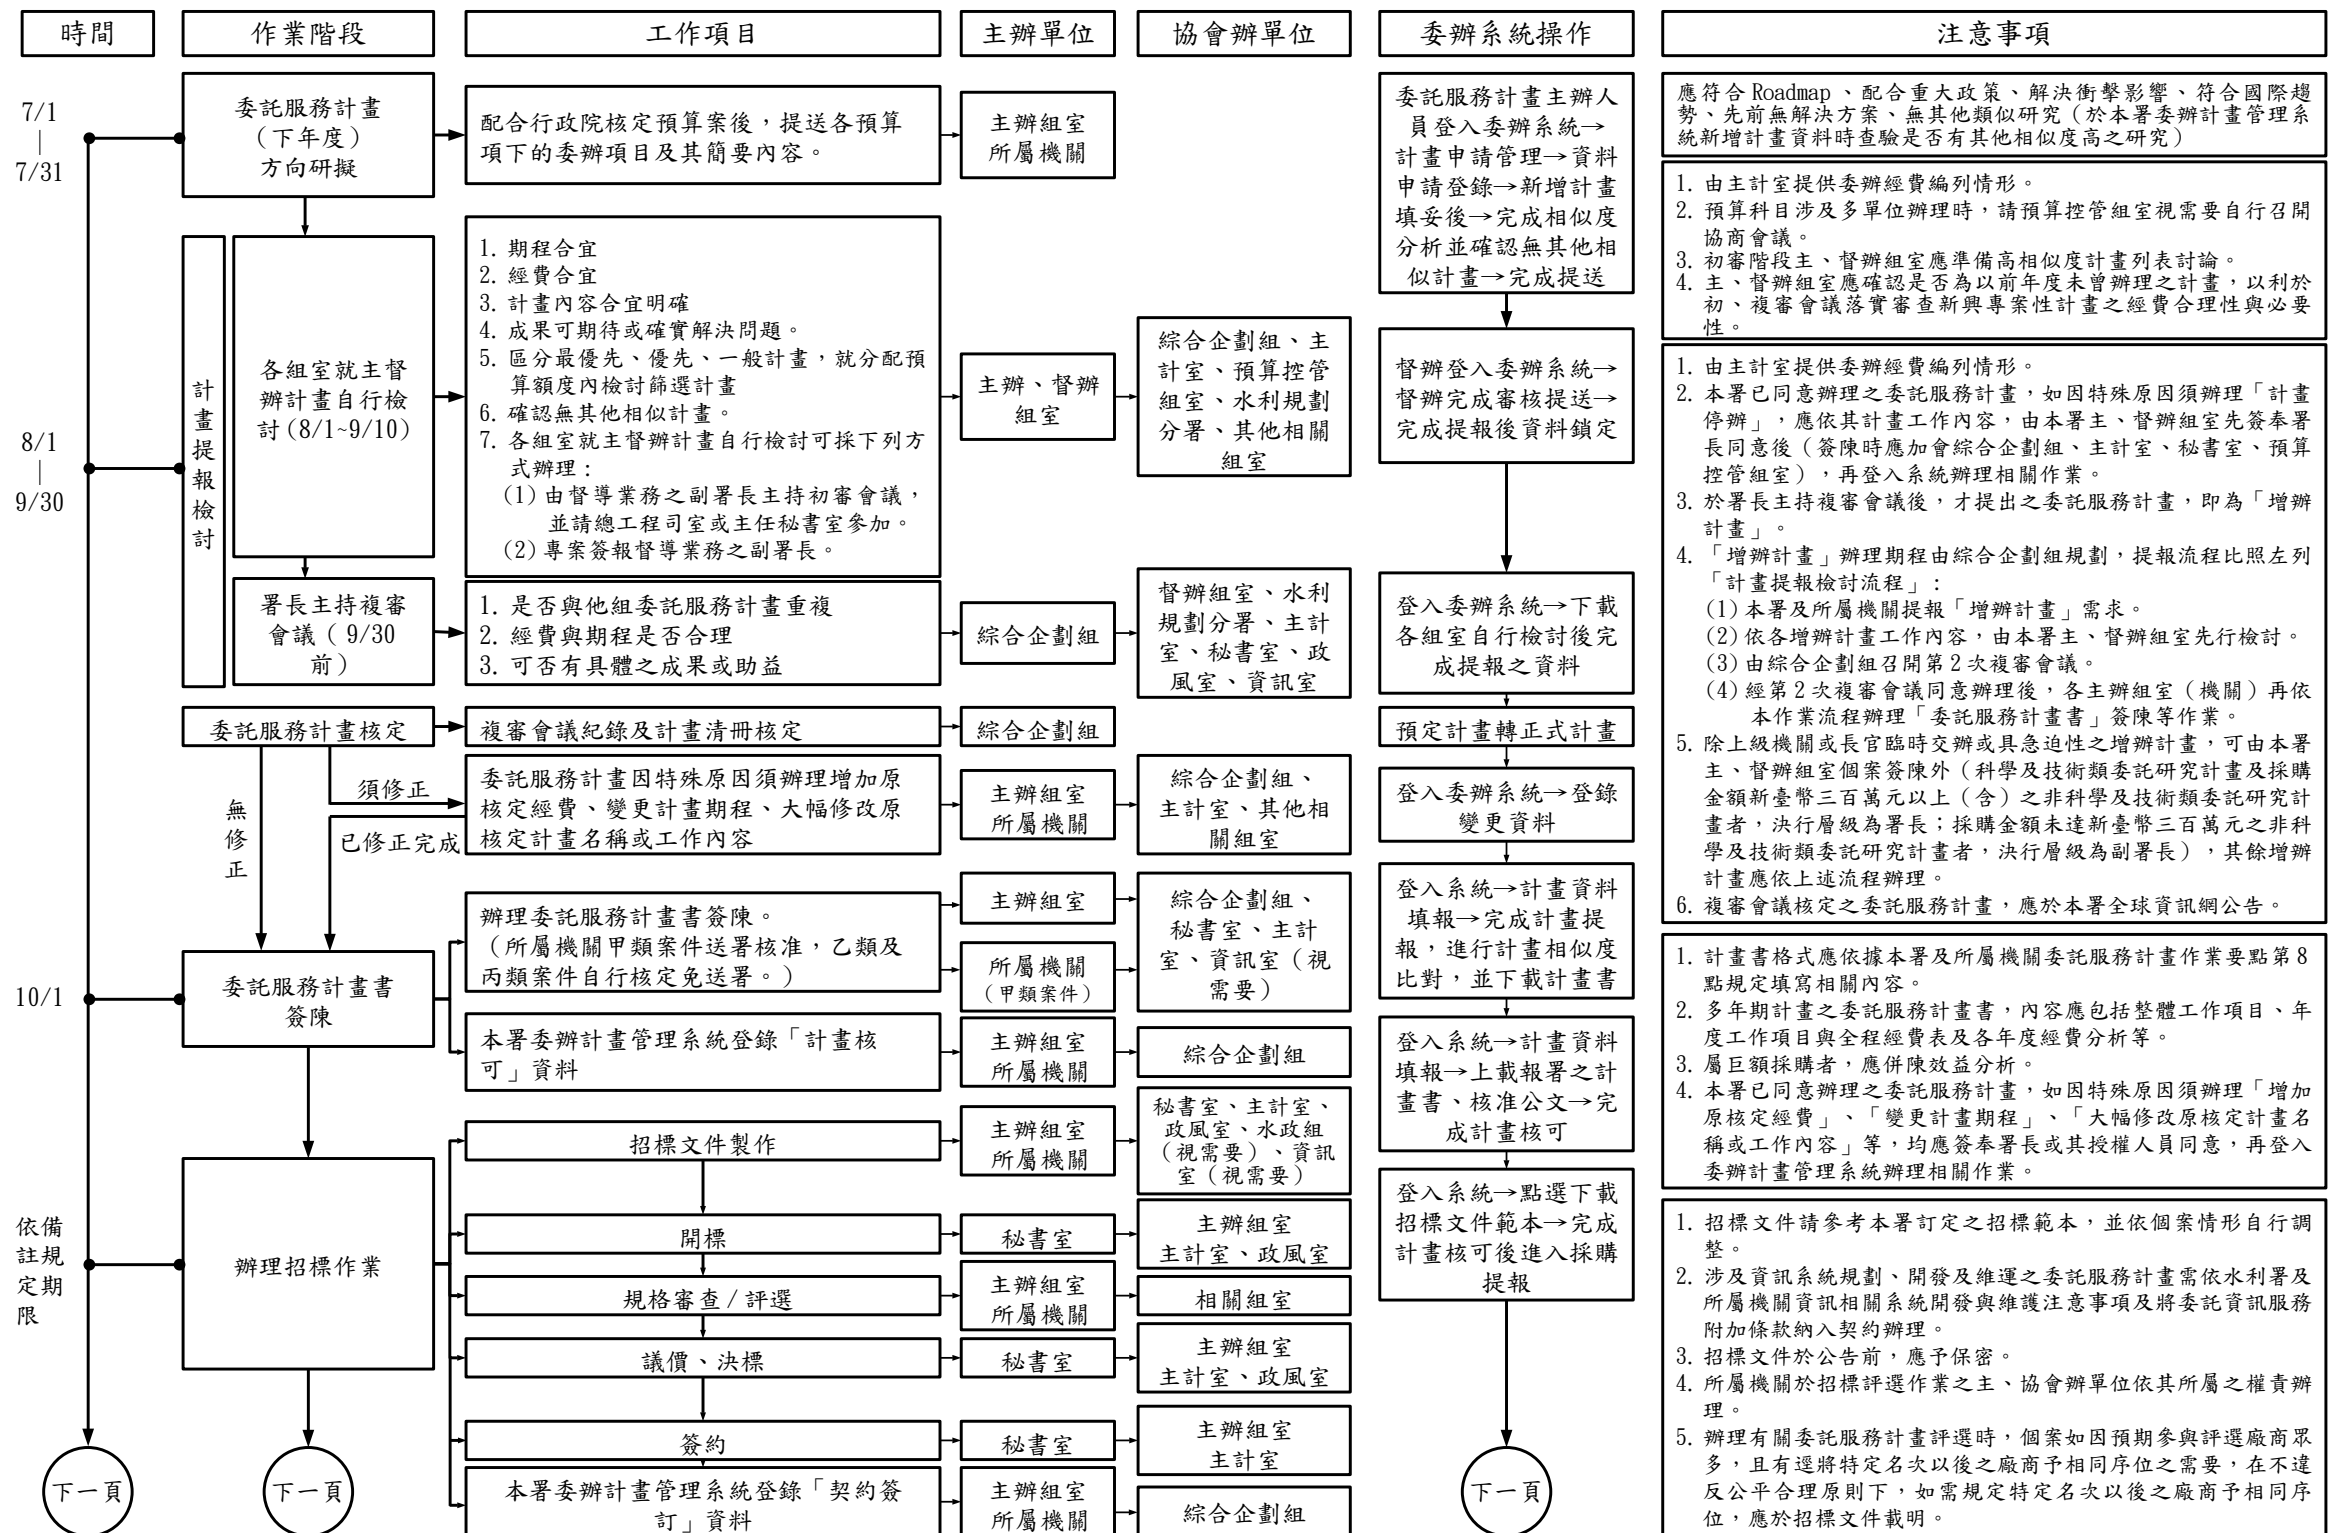 時間
作業階段
工作項目
主辦單位
協會辦單位
委辦系統操作
注意事項
7/1
|
7/31
委託服務計畫
(下年度)
方向研擬
配合行政院核定預算案後，提送各預算
項下的委辦項目及其簡要內容。
主辦組室
所屬機關
委託服務計畫主辦人
員登入委辦系統→
計畫申請管理→資料
申請登錄→新增計畫
填妥後→完成相似度
分析並確認無其他相
似計畫→完成提送
應符合Roadmap、配合重大政策、解決衝擊影響、符合國際趨
勢、先前無解決方案、無其他類似研究（於本署委辦計畫管理系
統新增計畫資料時查驗是否有其他相似度高之研究）
1. 由主計室提供委辦經費編列情形。
2. 預算科目涉及多單位辦理時，請預算控管組室視需要自行召開
協商會議。
3. 初審階段主、督辦組室應準備高相似度計畫列表討論。
4. 主、督辦組室應確認是否為以前年度未曾辦理之計畫，以利於
初、複審會議落實審查新興專案性計畫之經費合理性與必要
性。
8/1
|
9/30
計畫提報檢討
各組室就主督
辦計畫自行檢
討(8/1~9/10)
1. 期程合宜
2. 經費合宜
3. 計畫內容合宜明確
4. 成果可期待或確實解決問題。
5. 區分最優先、優先、一般計畫，就分配預
算額度內檢討篩選計畫
6. 確認無其他相似計畫。
7. 各組室就主督辦計畫自行檢討可採下列方
式辦理：
(1)由督導業務之副署長主持初審會議，
並請總工程司室或主任秘書室參加。
(2)專案簽報督導業務之副署長。
主辦、督辦
組室
綜合企劃組、主
計室、預算控管
組室、水利規劃
分署、其他相關
組室
督辦登入委辦系統→
督辦完成審核提送→
完成提報後資料鎖定
1. 由主計室提供委辦經費編列情形。
2. 本署已同意辦理之委託服務計畫，如因特殊原因須辦理「計畫
停辦」，應依其計畫工作內容，由本署主、督辦組室先簽奉署
長同意後（簽陳時應加會綜合企劃組、主計室、秘書室、預算
控管組室），再登入系統辦理相關作業。
3. 於署長主持複審會議後，才提出之委託服務計畫，即為「增辦
計畫」。
4. 「增辦計畫」辦理期程由綜合企劃組規劃，提報流程比照左列
「計畫提報檢討流程」：
(1)本署及所屬機關提報「增辦計畫」需求。
(2)依各增辦計畫工作內容，由本署主、督辦組室先行檢討。
(3)由綜合企劃組召開第2次複審會議。
(4)經第2次複審會議同意辦理後，各主辦組室（機關）再依
本作業流程辦理「委託服務計畫書」簽陳等作業。
5. 除上級機關或長官臨時交辦或具急迫性之增辦計畫，可由本署
主、督辦組室個案簽陳外（科學及技術類委託研究計畫及採購
金額新臺幣三百萬元以上（含）之非科學及技術類委託研究計
畫者，決行層級為署長；採購金額未達新臺幣三百萬元之非科
學及技術類委託研究計畫者，決行層級為副署長），其餘增辦
計畫應依上述流程辦理。
6. 複審會議核定之委託服務計畫，應於本署全球資訊網公告。
署長主持複審
會議（9/30
前）
1. 是否與他組委託服務計畫重複
2. 經費與期程是否合理
3. 可否有具體之成果或助益
綜合企劃組
督辦組室、水利
規劃分署、主計
室、秘書室、政
風室、資訊室
登入委辦系統→下載
各組室自行檢討後完
成提報之資料
委託服務計畫核定
複審會議紀錄及計畫清冊核定
綜合企劃組
預定計畫轉正式計畫
無修正
須修正
已修正完成
委託服務計畫因特殊原因須辦理增加原
核定經費、變更計畫期程、大幅修改原
核定計畫名稱或工作內容
主辦組室
所屬機關
綜合企劃組、
主計室、其他相
關組室
登入委辦系統→登錄
變更資料
10/1
委託服務計畫書
簽陳
辦理委託服務計畫書簽陳。
（所屬機關甲類案件送署核准，乙類及
丙類案件自行核定免送署。）
主辦組室
所屬機關
（甲類案件）
綜合企劃組、
秘書室、主計
室、資訊室（視
需要）
登入系統→計畫資料
填報→完成計畫提
報，進行計畫相似度
比對，並下載計畫書
本署委辦計畫管理系統登錄「計畫核
可」資料
主辦組室
所屬機關
綜合企劃組
登入系統→計畫資料
填報→上載報署之計
畫書、核准公文→完
成計畫核可
1. 計畫書格式應依據本署及所屬機關委託服務計畫作業要點第8
點規定填寫相關內容。
2. 多年期計畫之委託服務計畫書，內容應包括整體工作項目、年
度工作項目與全程經費表及各年度經費分析等。
3. 屬巨額採購者，應併陳效益分析。
4. 本署已同意辦理之委託服務計畫，如因特殊原因須辦理「增加
原核定經費」、「變更計畫期程」、「大幅修改原核定計畫名
稱或工作內容」等，均應簽奉署長或其授權人員同意，再登入
委辦計畫管理系統辦理相關作業。
依備
註規
定期
限
辦理招標作業
招標文件製作
主辦組室
所屬機關
秘書室、主計室、
政風室、水政組
（視需要）、資訊
室（視需要）
登入系統→點選下載
招標文件範本→完成
計畫核可後進入採購
提報
開標
秘書室
主辦組室
主計室、政風室
規格審查/評選
主辦組室
所屬機關
相關組室
議價、決標
秘書室
主辦組室
主計室、政風室
簽約
秘書室
主辦組室
主計室
本署委辦計畫管理系統登錄「契約簽
訂」資料
主辦組室
所屬機關
綜合企劃組
1. 招標文件請參考本署訂定之招標範本，並依個案情形自行調
整。
2. 涉及資訊系統規劃、開發及維運之委託服務計畫需依水利署及
所屬機關資訊相關系統開發與維護注意事項及將委託資訊服務
附加條款納入契約辦理。
3. 招標文件於公告前，應予保密。
4. 所屬機關於招標評選作業之主、協會辦單位依其所屬之權責辦
理。
5. 辦理有關委託服務計畫評選時，個案如因預期參與評選廠商眾
多，且有逕將特定名次以後之廠商予相同序位之需要，在不違
反公平合理原則下，如需規定特定名次以後之廠商予相同序
位，應於招標文件載明。
下一頁
下一頁
下一頁